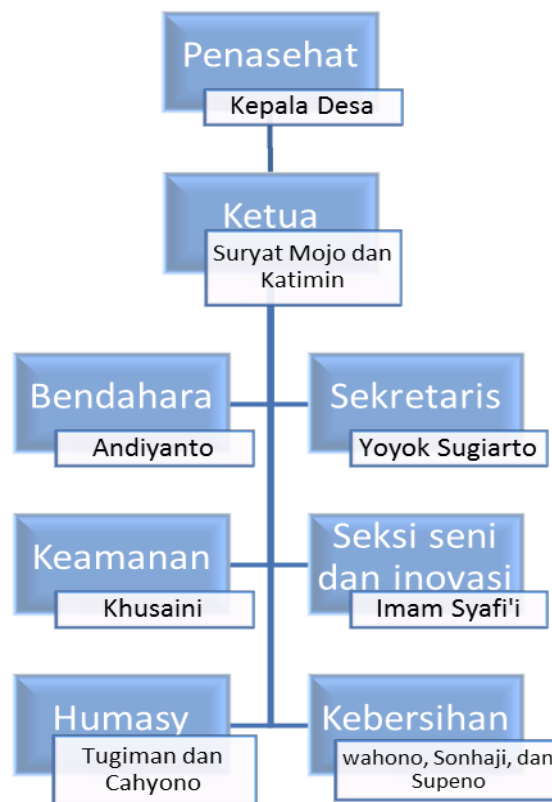 Penasehat
Kepala Desa
Ketua
Suryat Mojo dan
Katimin
Bendahara
Andiyanto
Sekretaris
Yoyok Sugiarto
Keamanan
Khusaini
Seksi seni
dan inovasi
Imam Syafi'i
Humasy
Tugiman dan
Cahyono
Kebersihan
wahono, Sonhaji, dan
Supeno